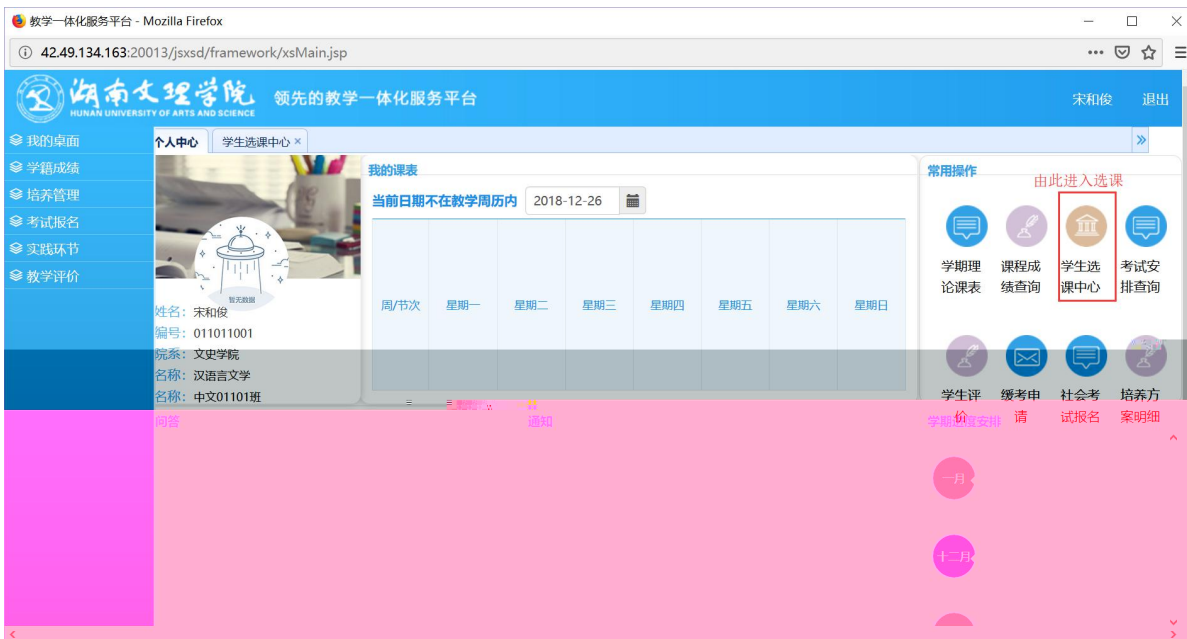 教学一体化服务平台 - Mozilla Firefox
42.49.134.163:20013/jsxsd/framework/xsMain.jsp
湖南文理学院
HUNAN UNIVERSITY OF ARTS AND SCIENCE
领先的教学一体化服务平台
宋和俊 退出
我的桌面
学籍成绩
培养管理
考试报名
实践环节
教学评价
个人中心 学生选课中心 ×
暂无数据
姓名：宋和俊
编号：011011001
院系：文史学院
名称：汉语言文学
名称：中文01101班
我的课表
当前日期不在教学周历内 2018-12-26
周/节次 星期一 星期二 星期三 星期四 星期五 星期六 星期日
常用操作
由此进入选课
学期理论课表
课程成绩查询
学生选课中心
考试安排查询
学生评价
缓考申请
社会考试报名
培养方案明细
问答
通知
学期进度安排
一月
十二月